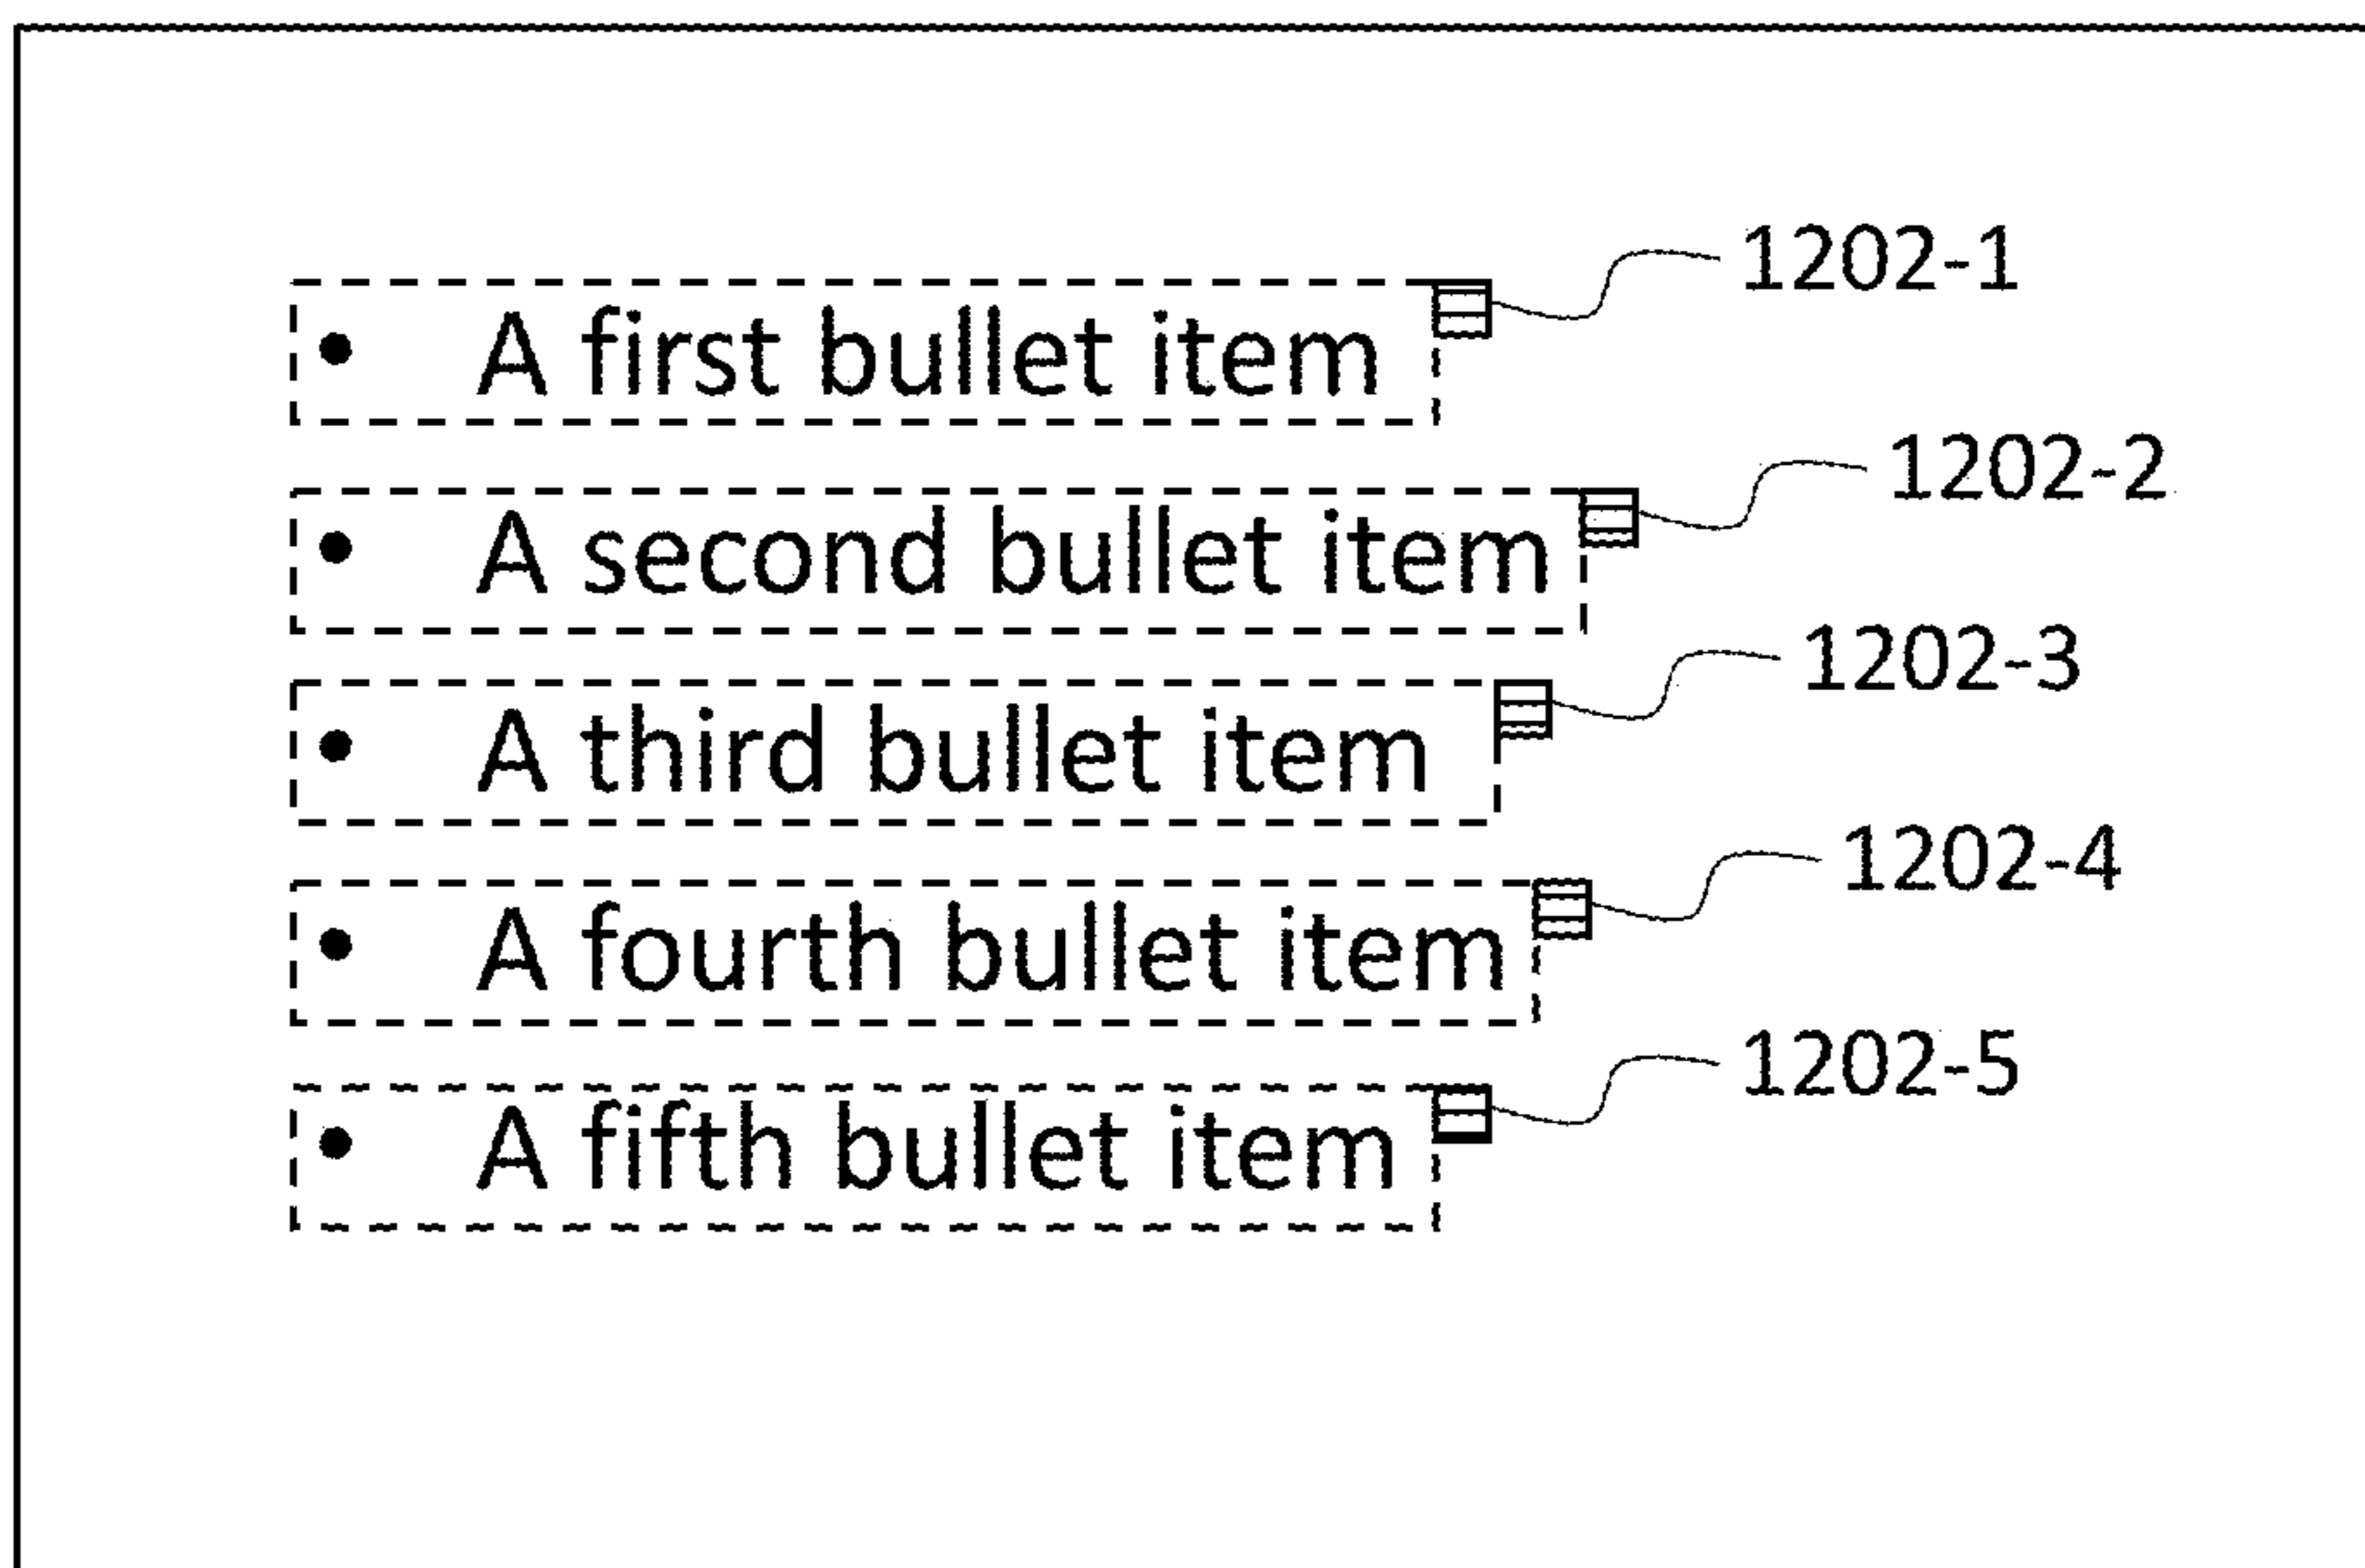 1202-1
• A first bullet item
1202-2
• A second bullet item
1202-3
• A third bullet item
1202-4
• A fourth bullet item
1202-5
• A fifth bullet item